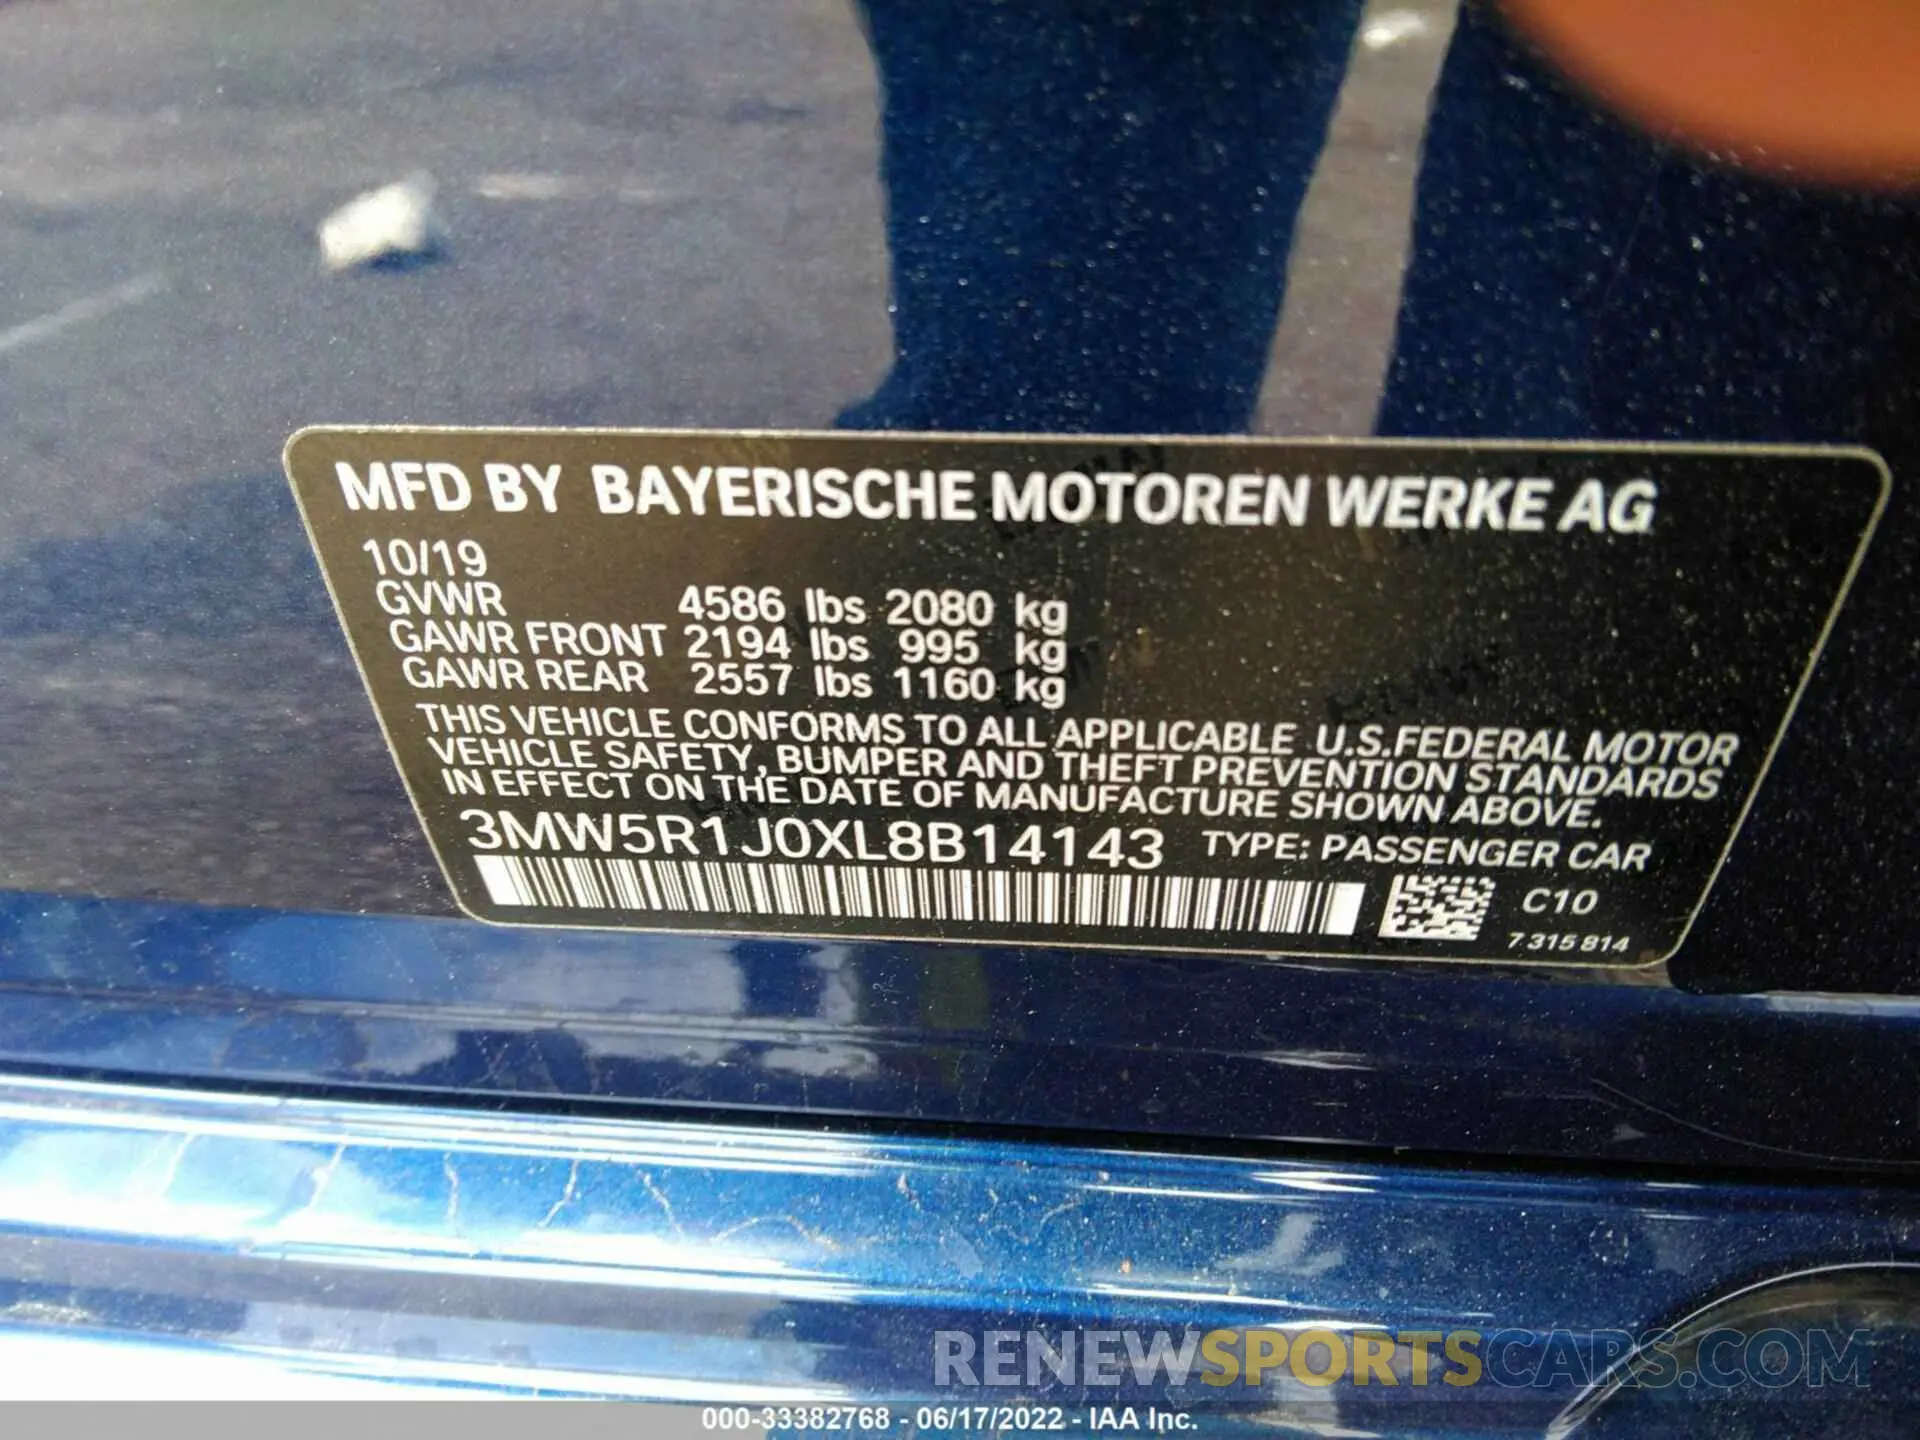 MFD BY BAYERISCHE MOTOREN WERKE AG
10/19
GVWR 4586 lbs 2080 kg
GAWR FRONT 2194 lbs 995 kg
GAWR REAR 2557 lbs 1160 kg
THIS VEHICLE CONFORMS TO ALL APPLICABLE U.S.FEDERAL MOTOR
VEHICLE SAFETY, BUMPER AND THEFT PREVENTION STANDARDS
IN EFFECT ON THE DATE OF MANUFACTURE SHOWN ABOVE.
3MW5R1J0XL8B14143 TYPE: PASSENGER CAR
C10
7 315 814
RENEWSPORTSCARS.COM
000-33382768 - 06/17/2022 - IAA Inc.